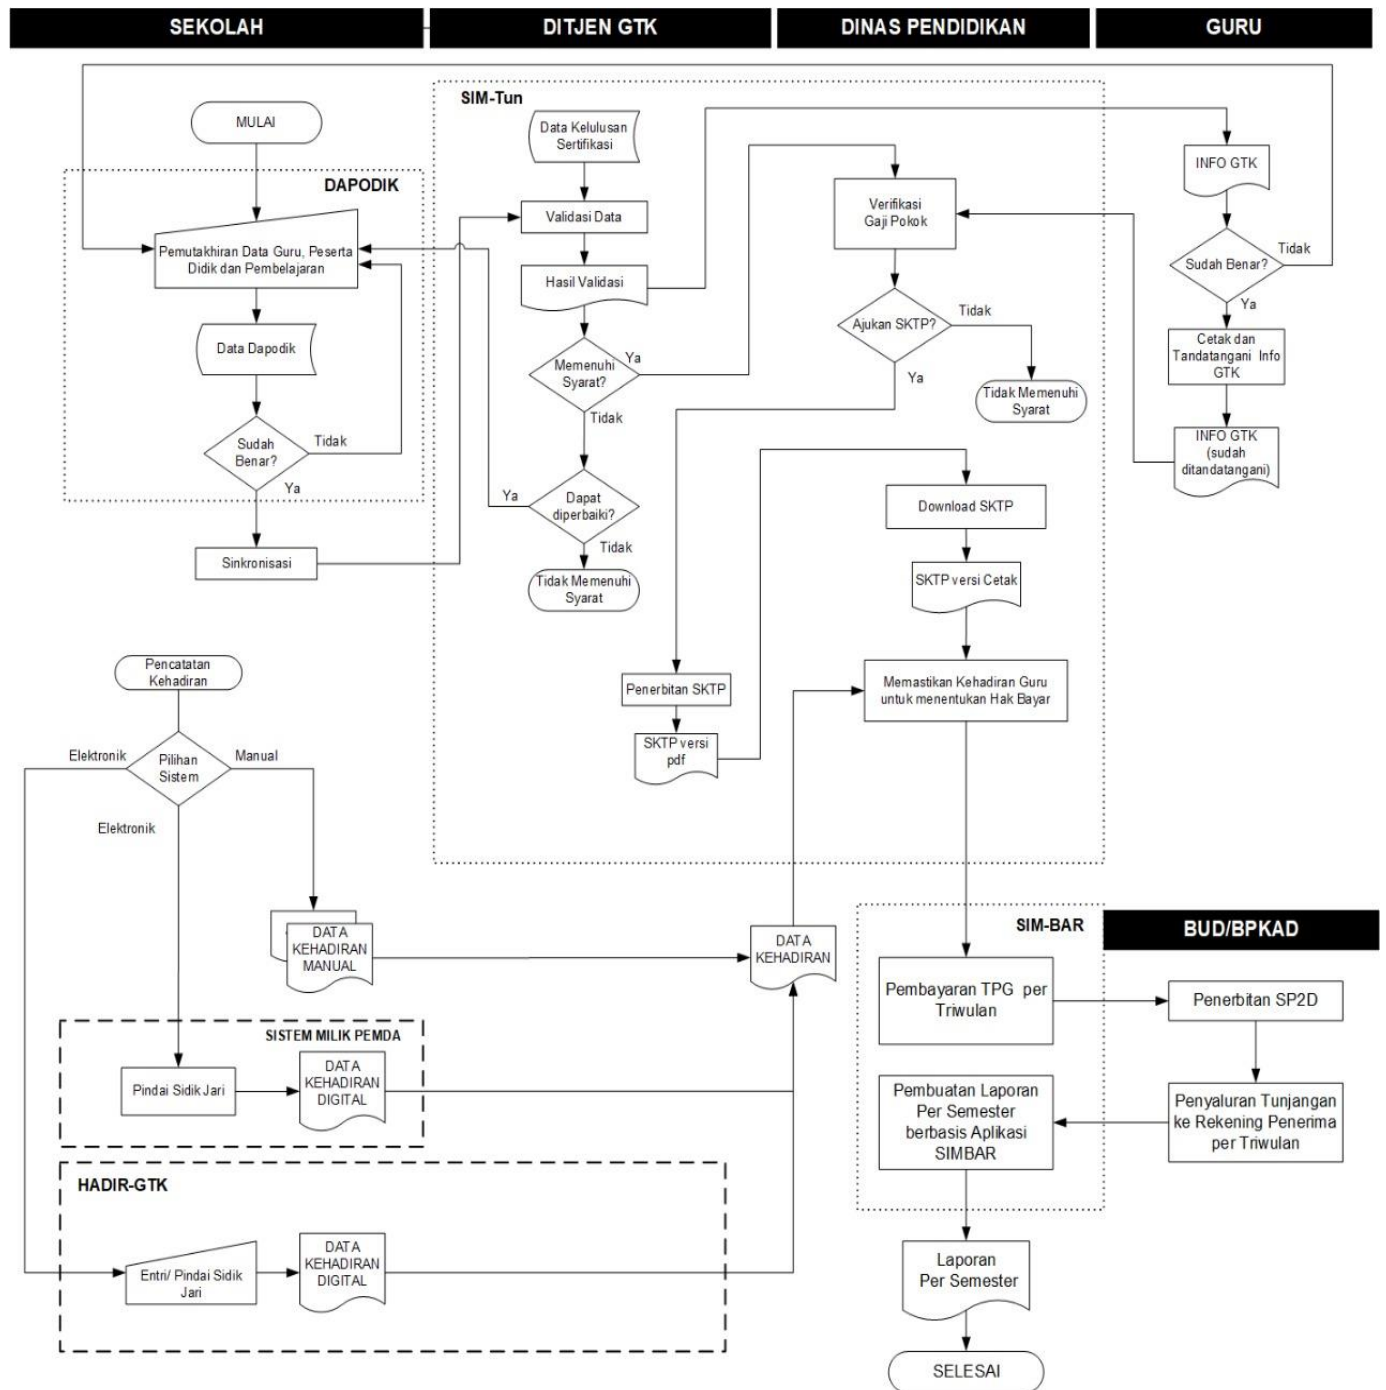 SEKOLAH
DITJEN GTK
DINAS PENDIDIKAN
GURU
MULAI
DAPODIK
Pemutakhiran Data Guru, Peserta
Didik dan Pembelajaran
Data Dapodik
Sudah
Benar?
Tidak
Ya
Sinkronisasi
SIM-Tun
Data Kelulusan
Sertifikasi
Validasi Data
Hasil Validasi
Memenuhi
Syarat?
Ya
Tidak
Dapat
diperbaiki?
Ya
Tidak
Tidak Memenuhi
Syarat
Verifikasi
Gaji Pokok
Ajukan SKTP?
Tidak
Ya
Tidak Memenuhi
Syarat
INFO GTK
Sudah Benar?
Tidak
Ya
Cetak dan
Tandatangani Info
GTK
INFO GTK
(sudah
ditandatangani)
Download SKTP
SKTP versi Cetak
Penerbitan SKTP
SKTP versi
pdf
Memastikan Kehadiran Guru
untuk menentukan Hak Bayar
Pencatatan
Kehadiran
Pilihan
Sistem
Elektronik
Manual
Elektronik
DATA
KEHADIRAN
MANUAL
DATA
KEHADIRAN
SISTEM MILIK PEMDA
Pindai Sidik Jari
DATA
KEHADIRAN
DIGITAL
HADIR-GTK
Entri/ Pindai Sidik
Jari
DATA
KEHADIRAN
DIGITAL
SIM-BAR
BUD/BPKAD
Pembayaran TPG per
Triwulan
Penerbitan SP2D
Penyaluran Tunjangan
ke Rekening Penerima
per Triwulan
Pembuatan Laporan
Per Semester
berbasis Aplikasi
SIMBAR
Laporan
Per Semester
SELESAI